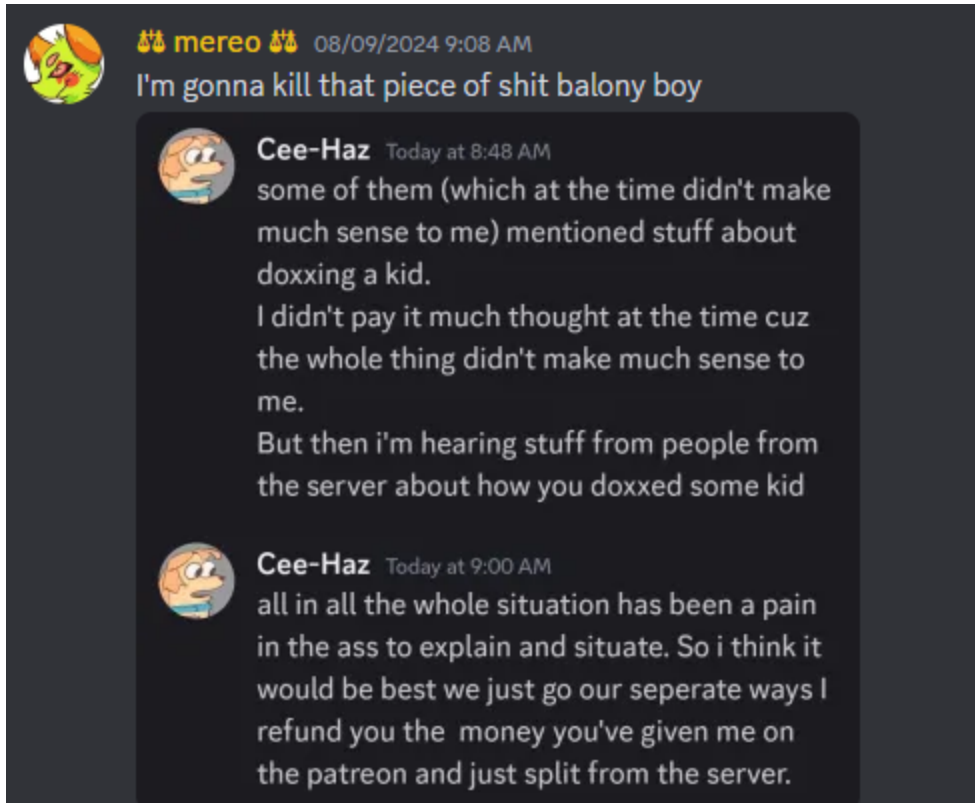 mereo 08/09/2024 9:08 AM
I'm gonna kill that piece of shit balony boy
Cee-Haz Today at 8:48 AM
some of them (which at the time didn't make
much sense to me) mentioned stuff about
doxxing a kid.
I didn't pay it much thought at the time cuz
the whole thing didn't make much sense to
me.
But then i'm hearing stuff from people from
the server about how you doxxed some kid
Cee-Haz Today at 9:00 AM
all in all the whole situation has been a pain
in the ass to explain and situate. So i think it
would be best we just go our seperate ways I
refund you the money you've given me on
the patreon and just split from the server.